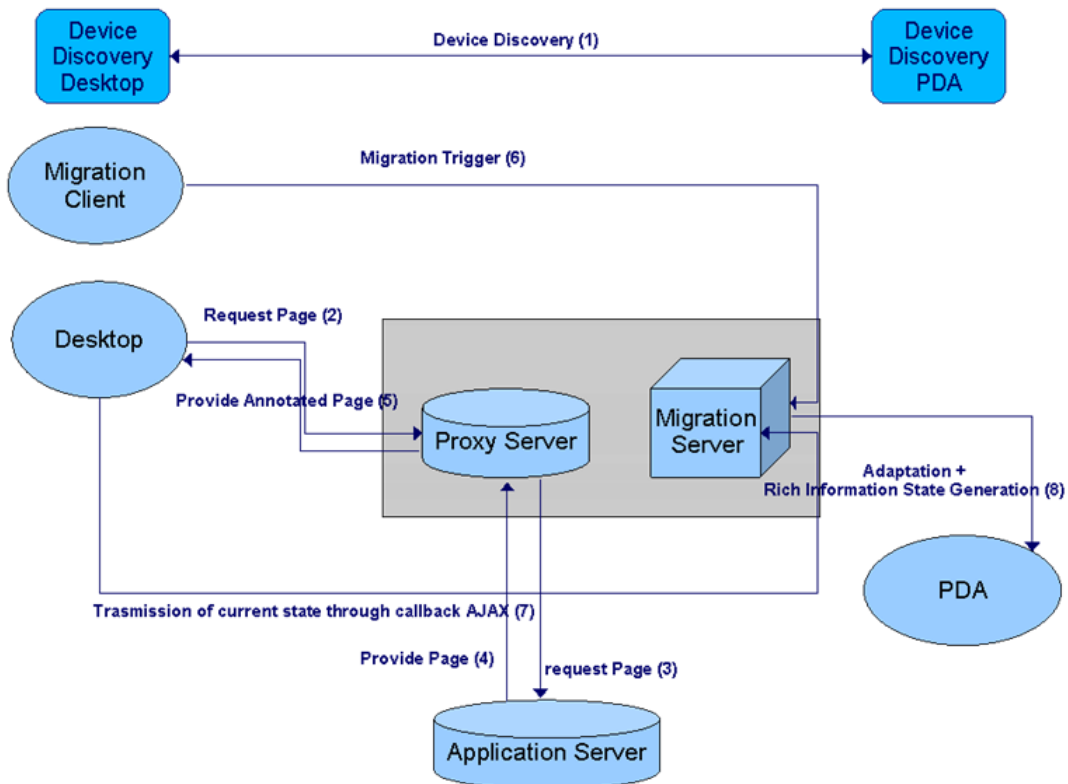 Device
Discovery
Desktop
Device Discovery (1)
Device
Discovery
PDA
Migration
Client
Migration Trigger (6)
Desktop
Request Page (2)
Provide Annotated Page (5)
Proxy Server
Migration
Server
Adaptation +
Rich Information State Generation (8)
PDA
Trasmission of current state through callback AJAX (7)
Provide Page (4)
request Page (3)
Application Server